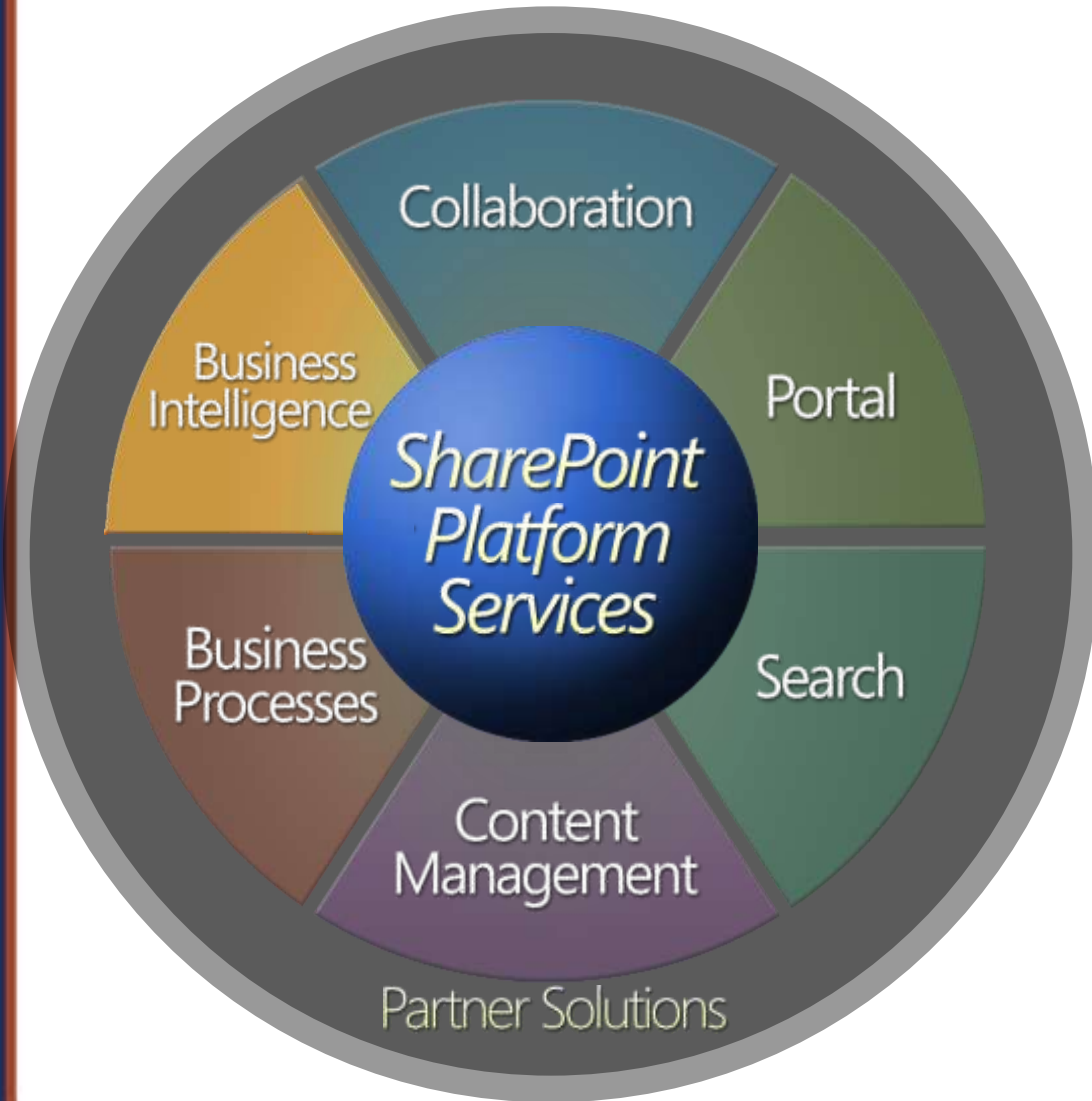 Collaboration
Business
Intelligence
Portal
SharePoint
Platform
Services
Business
Processes
Search
Content
Management
Partner Solutions